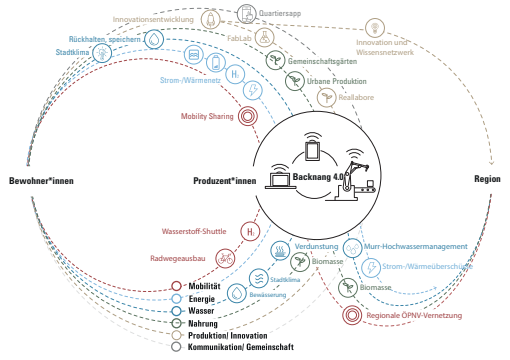 Quartiersapp
Innovationsentwicklung
Rückhalten, speichern
FabLab
Innovation und
Wissensnetzwerk
Stadtklima
Gemeinschaftsgärten
Strom-/Wärmenetz
H₂
Urbane Produktion
Reallabore
Mobility Sharing
Bewohner*innen
Produzent*innen
Backnang 4.0
Region
Wasserstoff-Shuttle
H₂
Verdunstung
Murr-Hochwassermanagement
Radwegeausbau
Biomasse
Strom-/Wärmeüberschüsse
Stadtklima
Mobilität
Biomasse
Bewässerung
Energie
Wasser
Regionale ÖPNV-Vernetzung
Nahrung
Produktion/ Innovation
Kommunikation/ Gemeinschaft